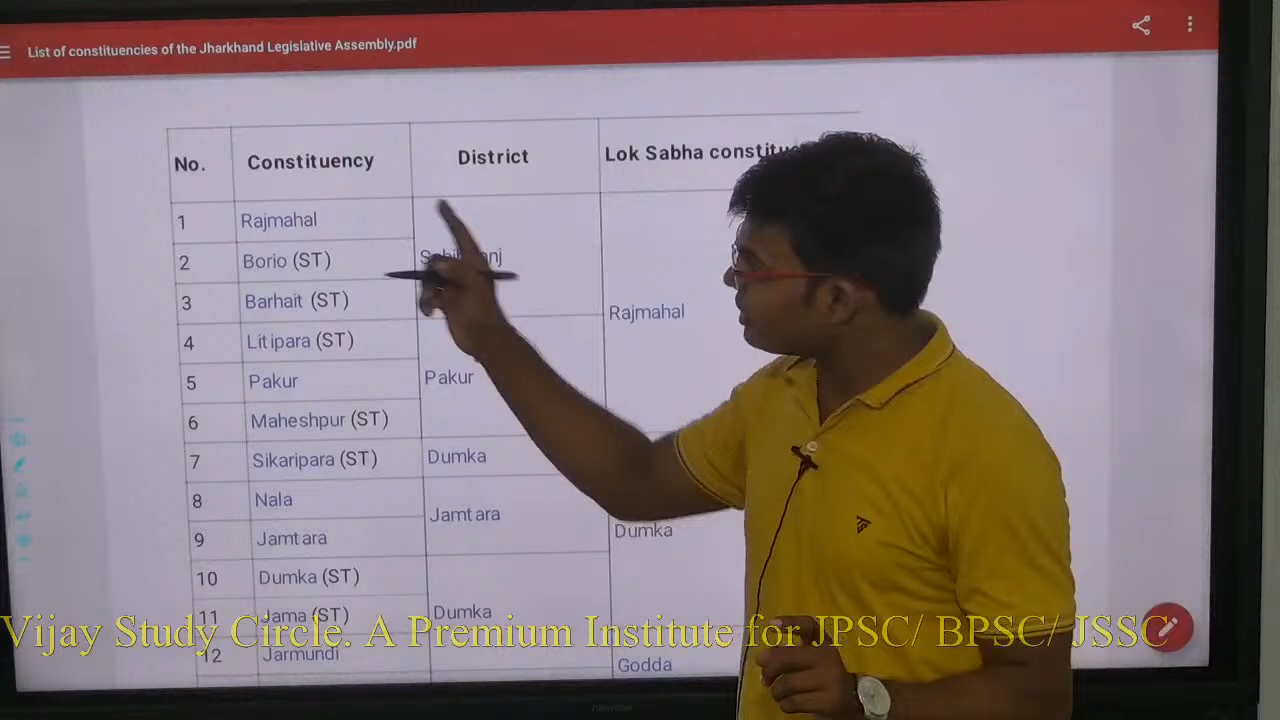 List of constituencies of the Jharkhand Legislative Assembly.pdf
No. Constituency District Lok Sabha
1 Rajmahal
2 Borio (ST)
3 Barhait (ST)
Rajmahal
4 Litipara (ST)
5 Pakur Pakur
6 Maheshpur (ST)
7 Sikaripara (ST) Dumka
8 Nala
Jamtara
9 Jamtara
Dumka
10 Dumka (ST)
11 Jama (ST) Dumka
12 Jarmundi
Godda
Vijay Study Circle. A Premium Institute for JPSC/ BPSC/ JSSC